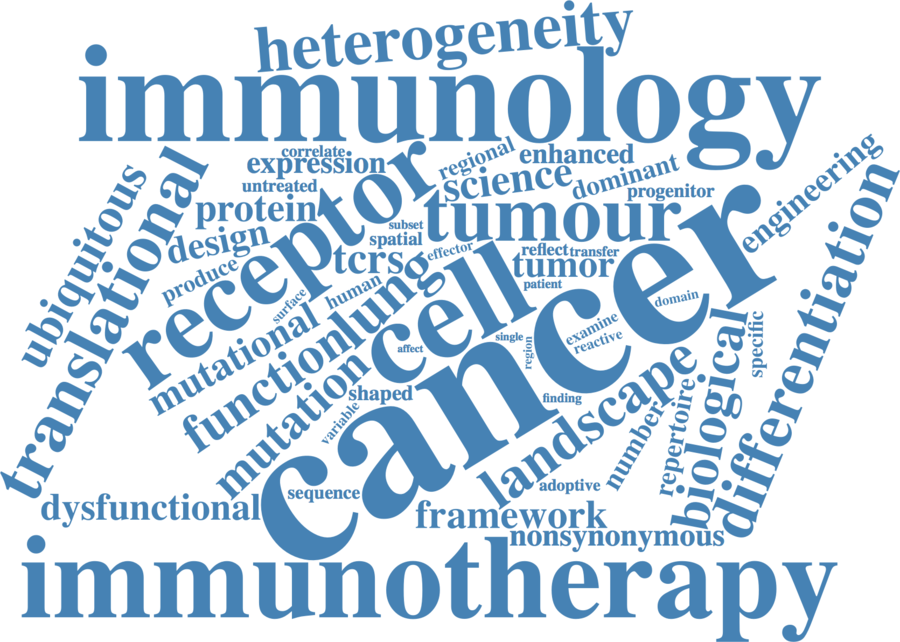 heterogeneity
immunology
correlate
expression
untreated
protein
design
produce
ubiquitous
translational
receptor
regional
enhanced
science
dominant
progenitor
engineering
subset
spatial
tumour
tcrs
effector
reflect
transfer
tumor
patient
surface
human
mutational
functionlung
cell
cancer
domain
differentiation
affect
single
region
examine
reactive
specific
biological
mutation
shaped
variable
finding
landscape
number
repertoire
sequence
adoptive
dysfunctional
framework
nonsynonymous
immunotherapy